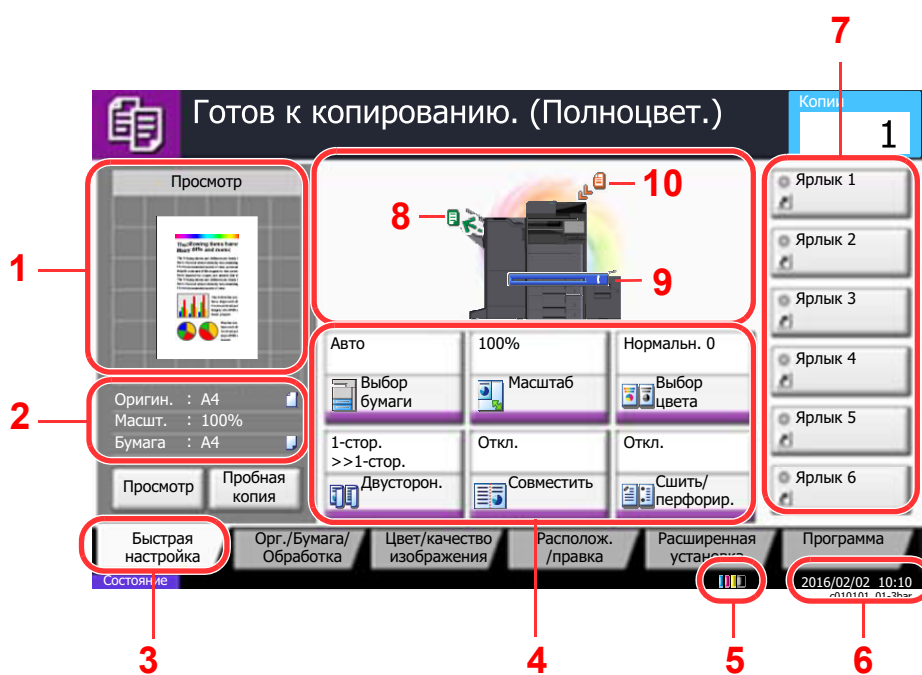 7
Готов к копированию. (Полноцвет.)
Копии
1
Просмотр
10
8
9
1
Ярлык 1
Ярлык 2
Ярлык 3
Ярлык 4
Ярлык 5
Ярлык 6
Авто
100%
Нормальн. 0
Выбор
бумаги
Масштаб
Выбор
цвета
2
Оригин. : A4
Масшт. : 100%
Бумага : A4
1-стор.
>>1-стор.
Откл.
Откл.
Двусторон.
Совместить
Сшить/
перфорир.
Просмотр
Пробная
копия
Быстрая
настройка
Орг./Бумага/
Обработка
Цвет/качество
изображения
Располож.
/правка
Расширенная
установка
Программа
Состояние
2016/02/02 10:10
c010101_01-3bar
3
4
5
6